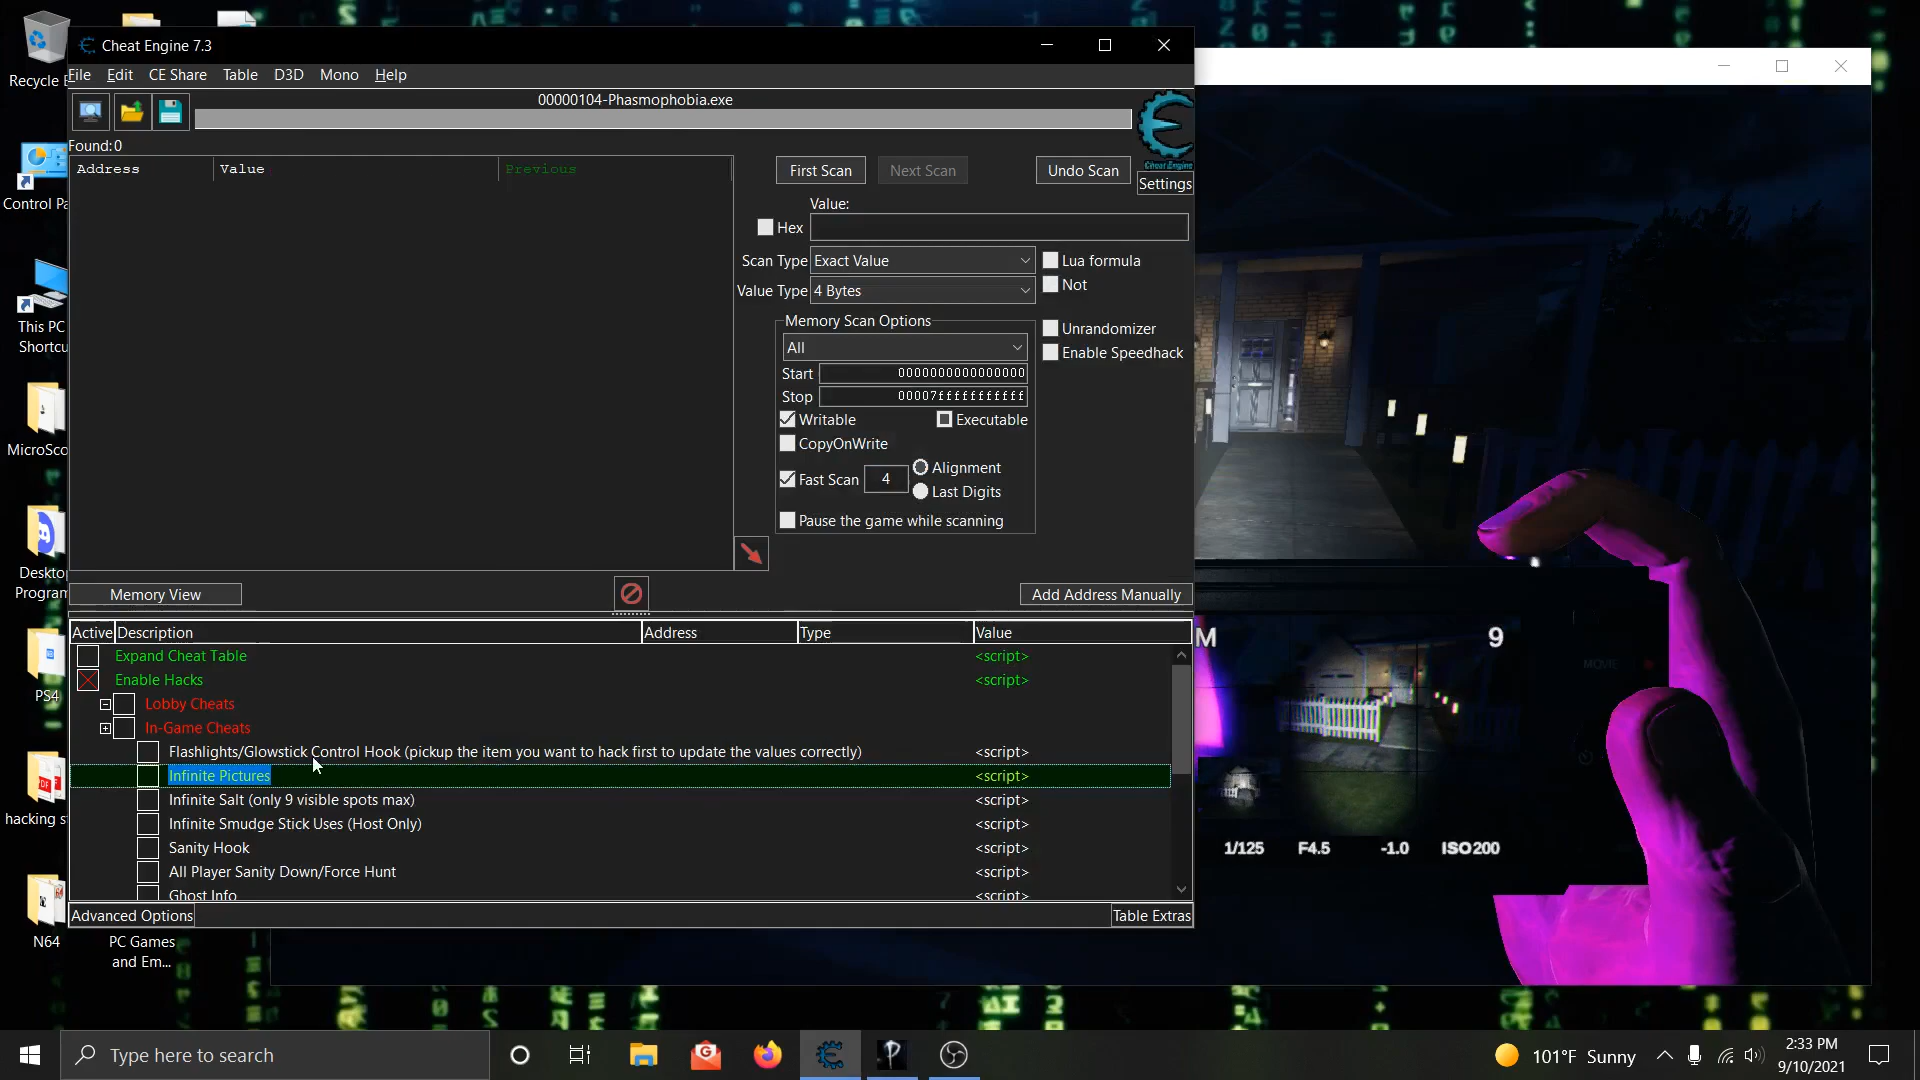 Recycle B
Control Pa
This PC
Shortcu
MicroSco
Deskto
Program
PS4
hacking s
N64
PC Games
and Em...
Cheat Engine 7.3
File Edit CE Share Table D3D Mono Help
00000104-Phasmophobia.exe
Cheat Engine
Found:0
Address Value Previous
First Scan Next Scan Undo Scan
Settings
Value:
Hex
Scan Type Exact Value
Lua formula
Not
Value Type 4 Bytes
Memory Scan Options
All
Unrandomizer
Enable Speedhack
Start 0000000000000000
Stop 00007fffffffffff
Writable Executable
CopyOnWrite
Fast Scan 4 Alignment
Last Digits
Pause the game while scanning
Memory View Add Address Manually
Active Description Address Type Value
Expand Cheat Table <script>
Enable Hacks <script>
Lobby Cheats
In-Game Cheats
Flashlights/Glowstick Control Hook (pickup the item you want to hack first to update the values correctly) <script>
Infinite Pictures <script>
Infinite Salt (only 9 visible spots max) <script>
Infinite Smudge Stick Uses (Host Only) <script>
Sanity Hook <script>
All Player Sanity Down/Force Hunt <script>
Ghost Info <script>
Advanced Options Table Extras
M 9
MOVE
1/125 F4.5 -1.0 ISO200
Type here to search
101°F Sunny
2:33 PM
9/10/2021